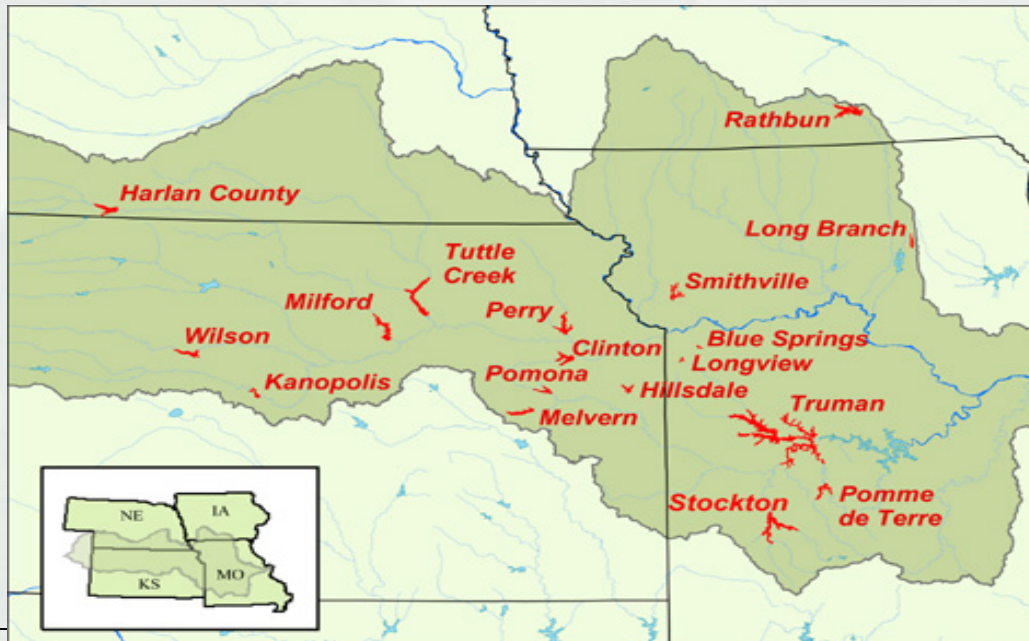 Rathbun
Harlan County
Long Branch
Tuttle
Creek
Smithville
Milford
Perry
Wilson
Blue Springs
Clinton
Longview
Kanopolis
Pomona
Hillsdale
Melvern
Truman
Stockton
Pomme
de Terre
NE
IA
KS
MO